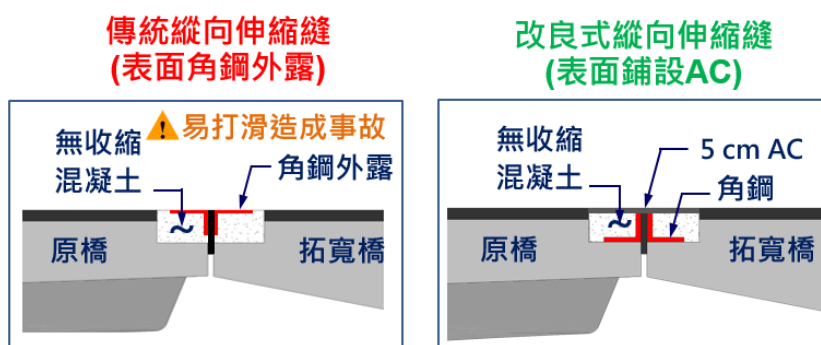 傳統縱向伸縮縫
(表面角鋼外露)
易打滑造成事故
無收縮
混凝土
角鋼外露
~
原橋
拓寬橋
改良式縱向伸縮縫
(表面鋪設AC)
無收縮
混凝土
5 cm AC
角鋼
~
原橋
拓寬橋